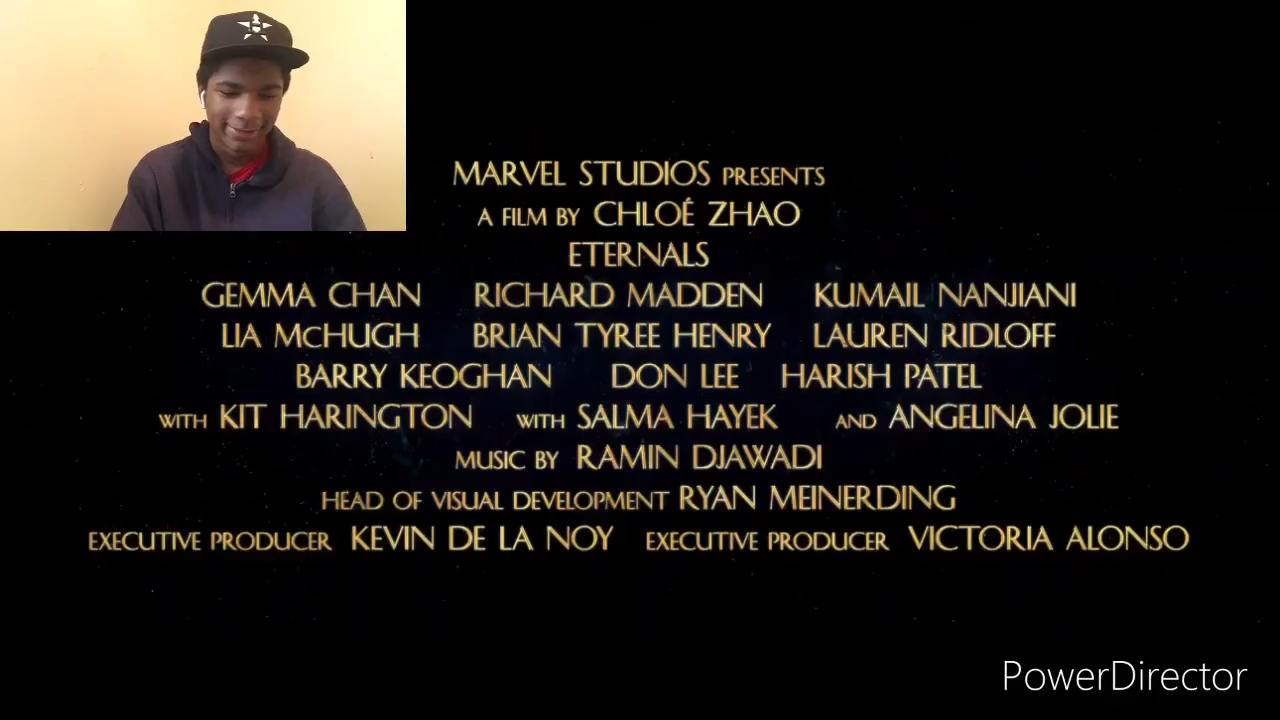 MARVEL STUDIOS PRESENTS
A FILM BY CHLOÉ ZHAO
ETERNALS
GEMMA CHAN RICHARD MADDEN KUMAIL NANJIANI
LIA McHUGH BRIAN TYREE HENRY LAUREN RIDLOFF
BARRY KEOGHAN DON LEE HARISH PATEL
WITH KIT HARINGTON WITH SALMA HAYEK AND ANGELINA JOLIE
MUSIC BY RAMIN DJAWADI
HEAD OF VISUAL DEVELOPMENT RYAN MEINERDING
EXECUTIVE PRODUCER KEVIN DE LA NOY EXECUTIVE PRODUCER VICTORIA ALONSO
PowerDirector